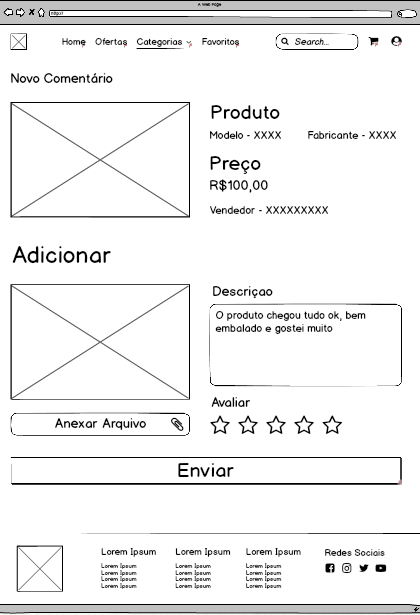 A Web Page
https://
Home Ofertas Categorias Favoritos Search...
Novo Comentário
Produto
Modelo - XXXX Fabricante - XXXX
Preço
R$100,00
Vendedor - XXXXXXXXX
Adicionar
Descriçao
O produto chegou tudo ok, bem
embalado e gostei muito
Avaliar
Anexar Arquivo
Enviar
Lorem Ipsum Lorem Ipsum Lorem Ipsum Redes Sociais
Lorem Ipsum Lorem Ipsum Lorem Ipsum
Lorem Ipsum Lorem Ipsum Lorem Ipsum
Lorem Ipsum Lorem Ipsum Lorem Ipsum
Lorem Ipsum Lorem Ipsum Lorem Ipsum